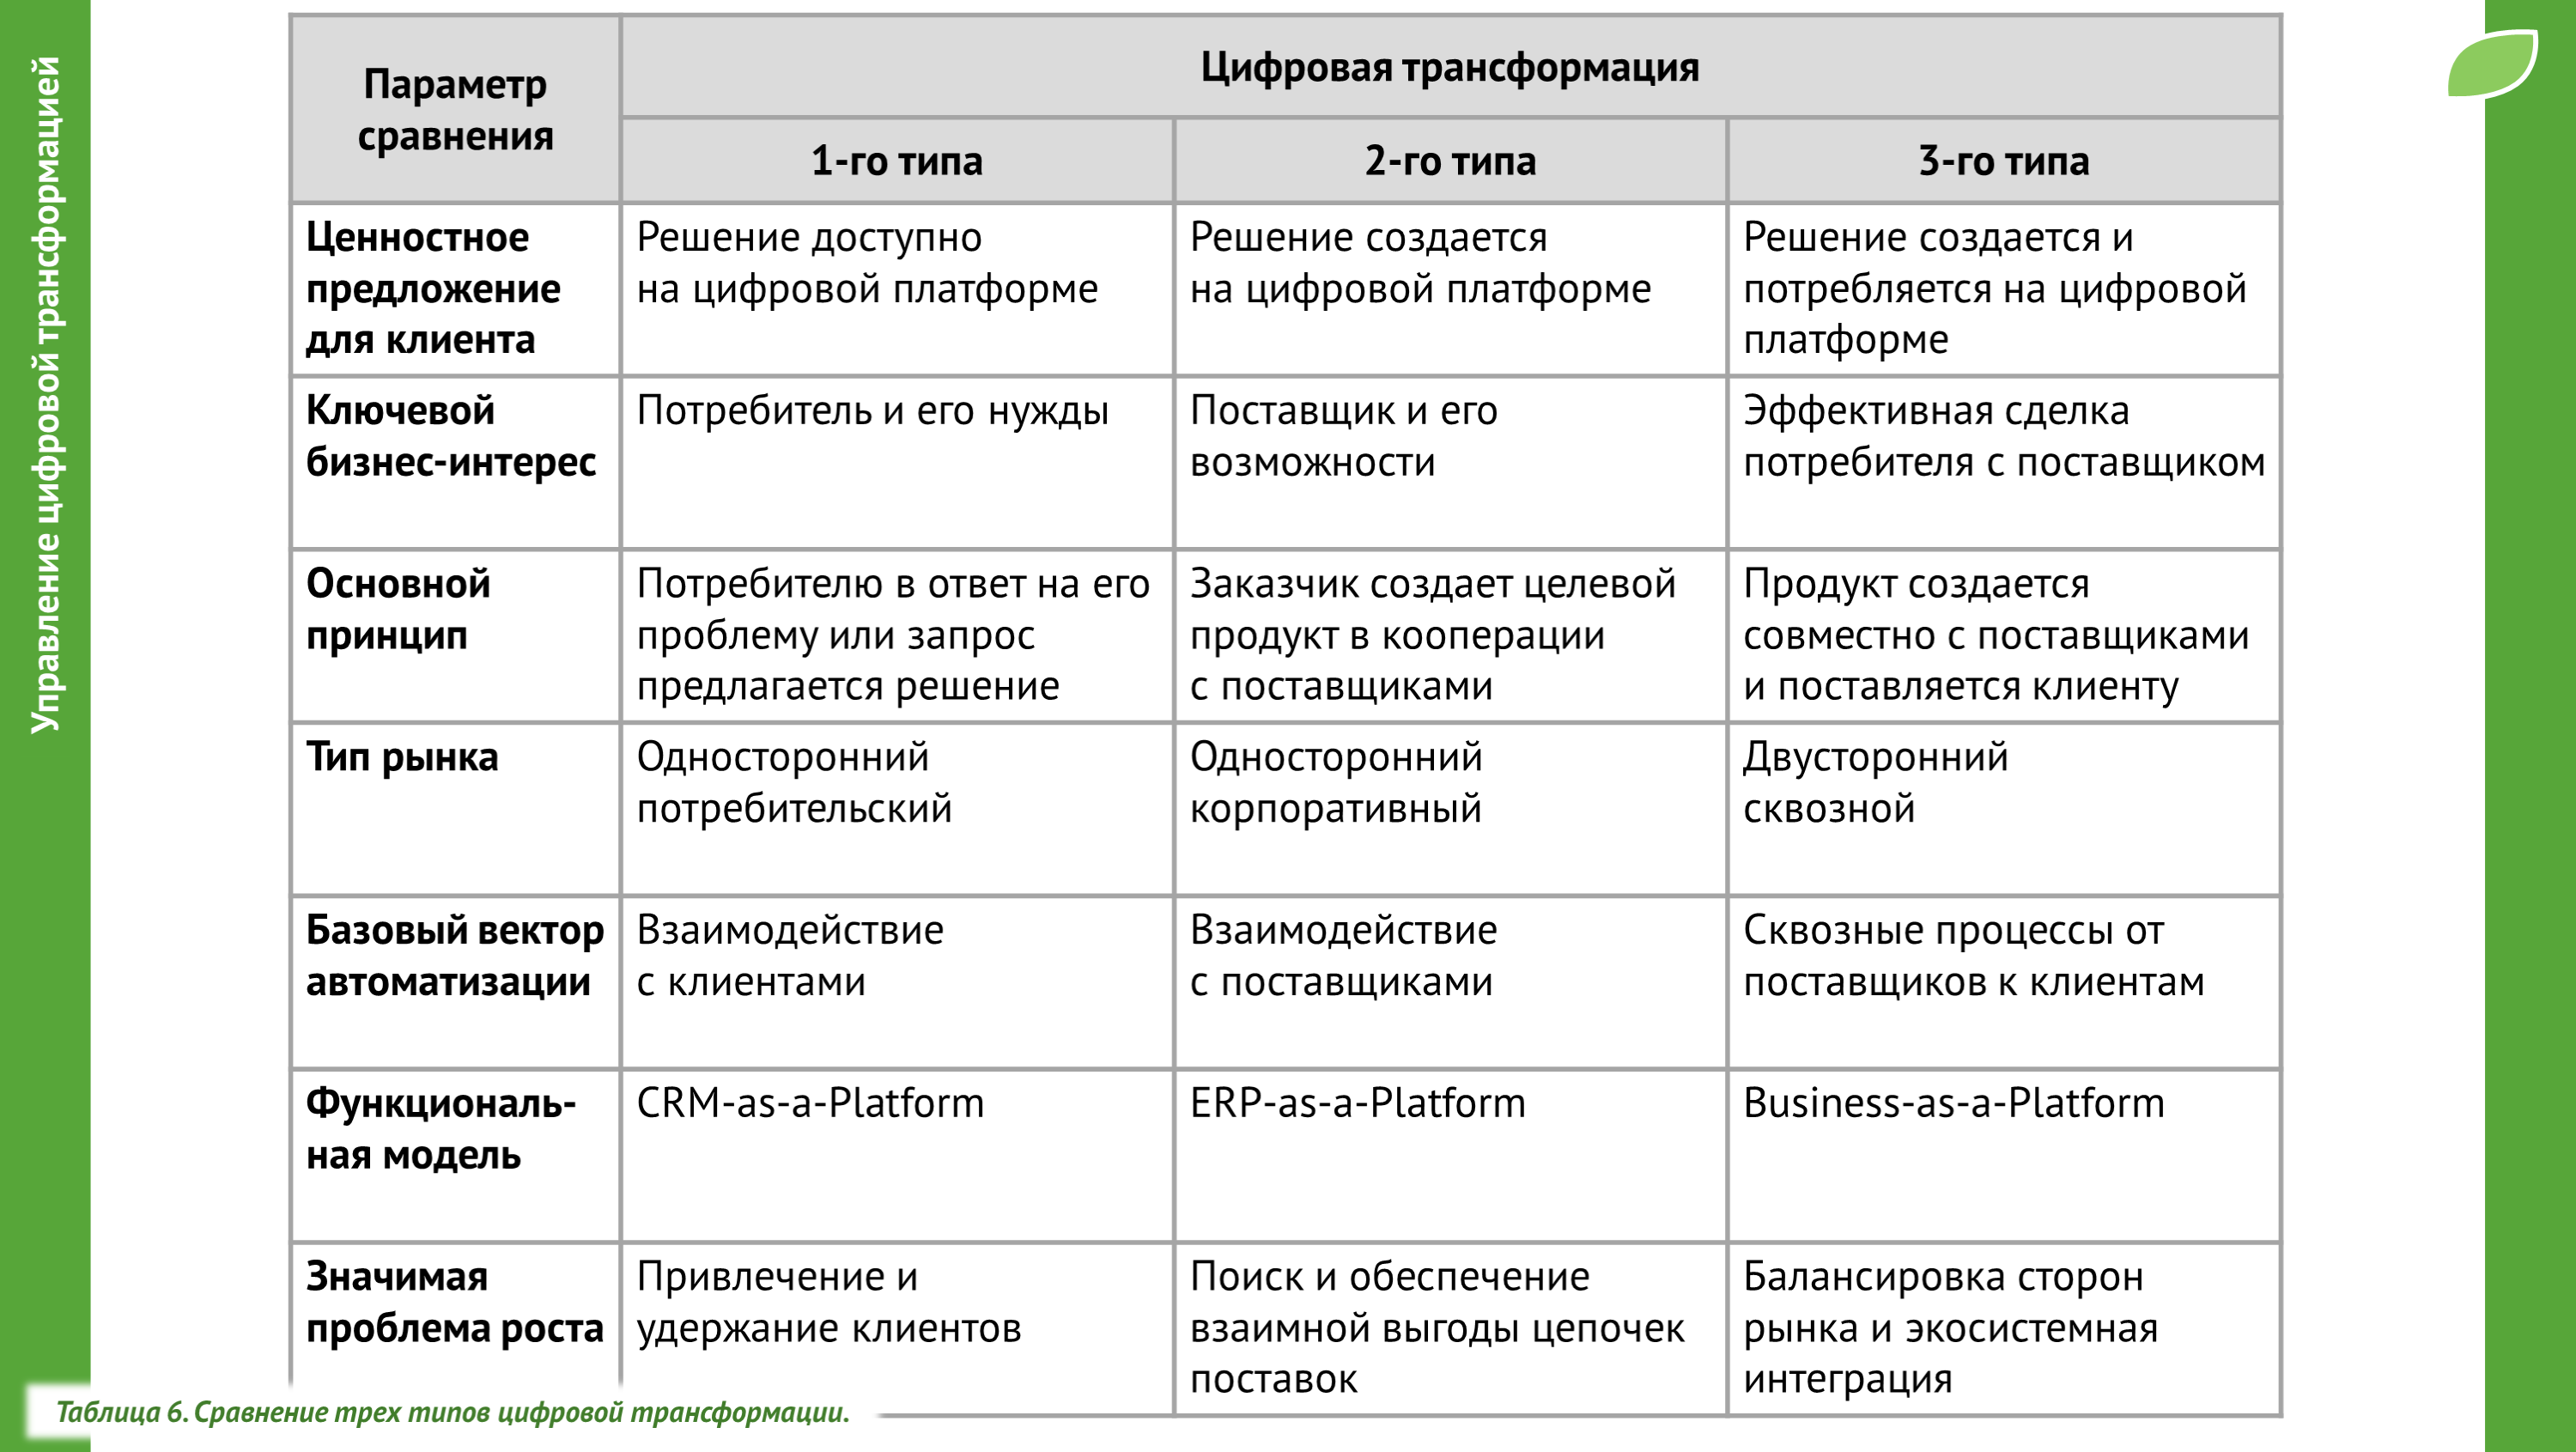 Управление цифровой трансформацией
Параметр
сравнения
Цифровая трансформация
1-го типа
2-го типа
3-го типа
Ценностное
предложение
для клиента
Решение доступно
на цифровой платформе
Решение создается
на цифровой платформе
Решение создается и
потребляется на цифровой
платформе
Ключевой
бизнес-интерес
Потребитель и его нужды
Поставщик и его
возможности
Эффективная сделка
потребителя с поставщиком
Основной
принцип
Потребителю в ответ на его
проблему или запрос
предлагается решение
Заказчик создает целевой
продукт в кооперации
с поставщиками
Продукт создается
совместно с поставщиками
и поставляется клиенту
Тип рынка
Односторонний
потребительский
Односторонний
корпоративный
Двусторонний
сквозной
Базовый вектор
автоматизации
Взаимодействие
с клиентами
Взаимодействие
с поставщиками
Сквозные процессы от
поставщиков к клиентам
Функциональ-
ная модель
CRM-as-a-Platform
ERP-as-a-Platform
Business-as-a-Platform
Значимая
проблема роста
Привлечение и
удержание клиентов
Поиск и обеспечение
взаимной выгоды цепочек
поставок
Балансировка сторон
рынка и экосистемная
интеграция
Таблица 6. Сравнение трех типов цифровой трансформации.